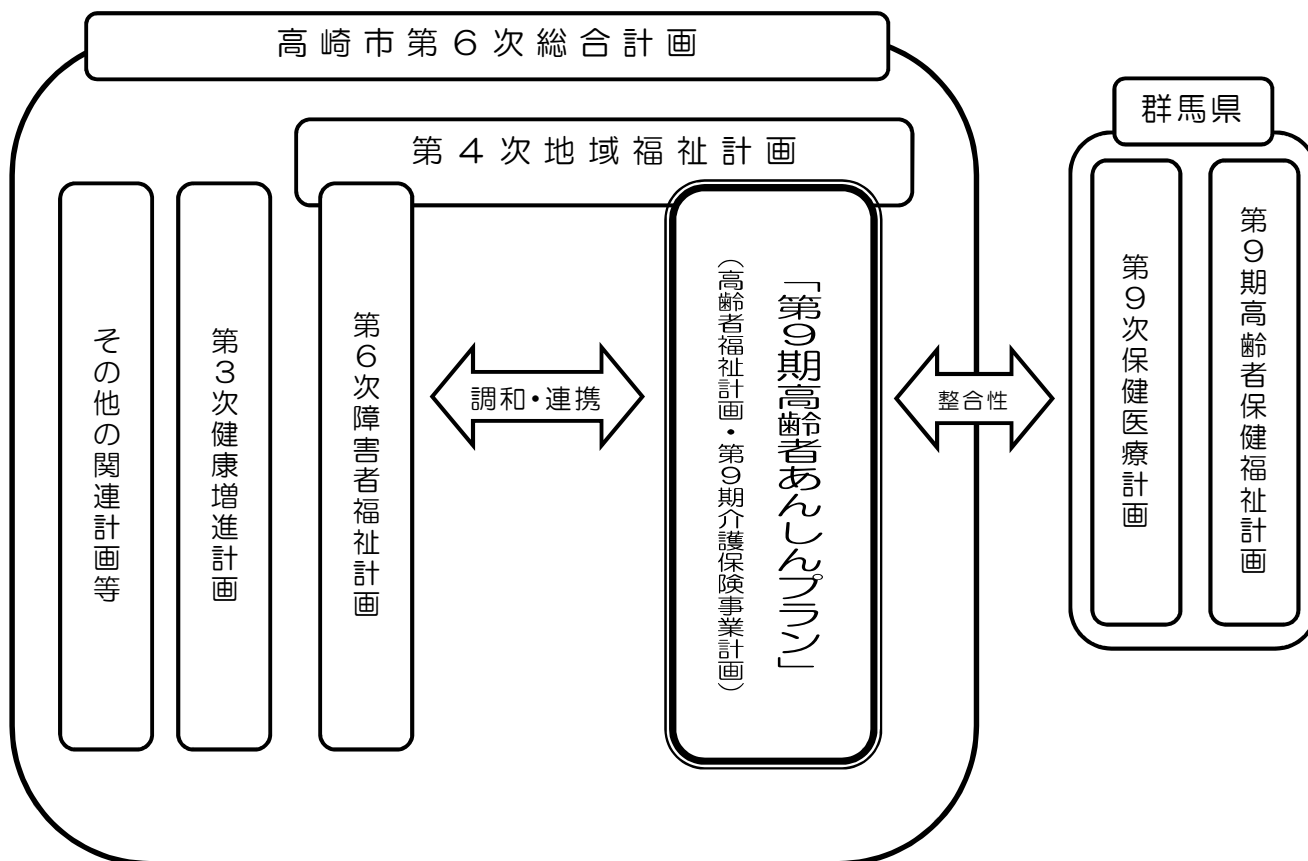 高崎市第６次総合計画
群馬県
第４次地域福祉計画
その他の関連計画等
第３次健康増進計画
第６次障害者福祉計画
調和・連携
「第９期高齢者あんしんプラン」
（高齢者福祉計画・第９期介護保険事業計画）
整合性
第９次保健医療計画
第９期高齢者保健福祉計画